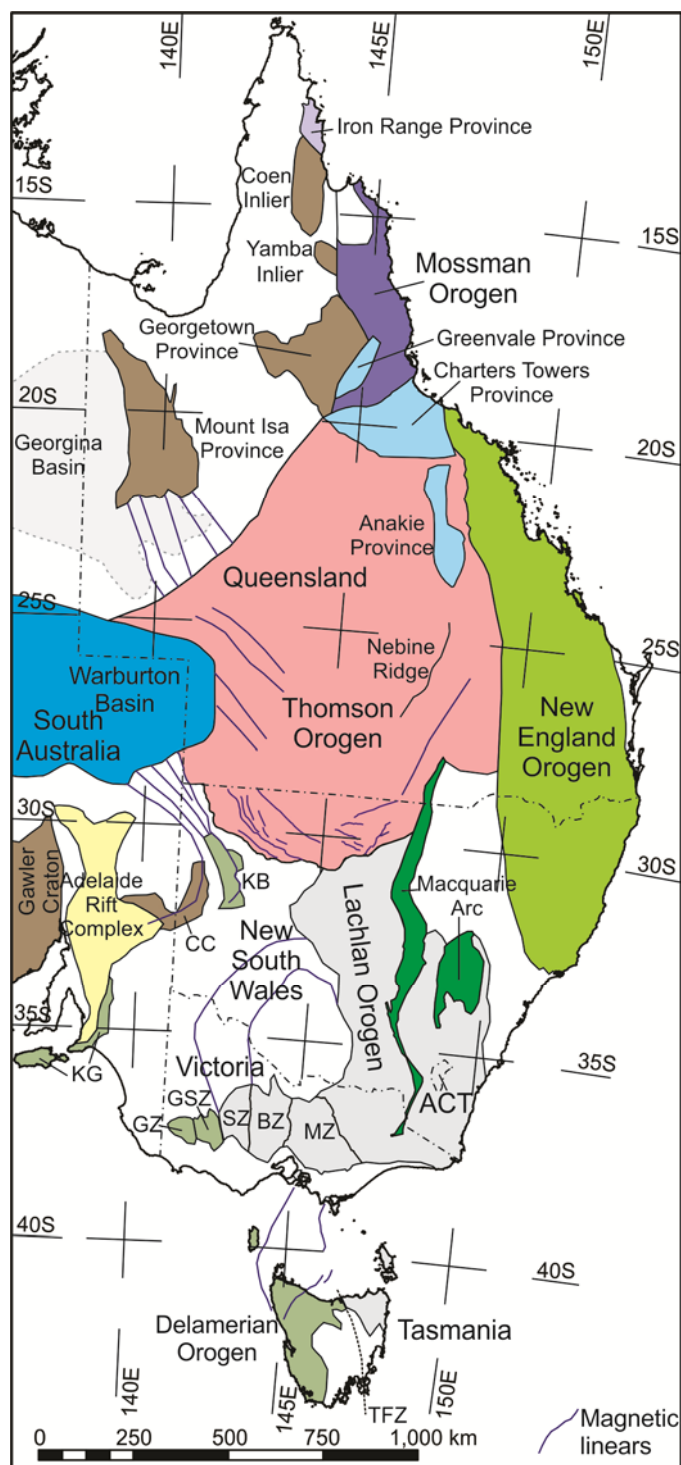 140E
145E
150E
Iron Range Province
Coen
Inlier
15S
15S
Yamba
Inlier
Mossman
Orogen
Georgetown
Province
Greenvale Province
Charters Towers
Province
20S
Mount Isa
Province
Georgina
Basin
20S
Anakie
Province
Queensland
25S
25S
Nebine
Ridge
Warburton
Basin
South
Australia
Thomson
Orogen
New
England
Orogen
30S
30S
Gawler
Craton
Adelaide
Rift
Complex
KB
CC
Macquarie
Arc
New
South
Wales
Lachlan Orogen
35S
35S
KG
Victoria
ACT
GSZ
GZ
SZ
BZ
MZ
40S
40S
Delamerian
Orogen
Tasmania
140E
145E
150E
TFZ
Magnetic
linears
0 250 500 750 1,000 km